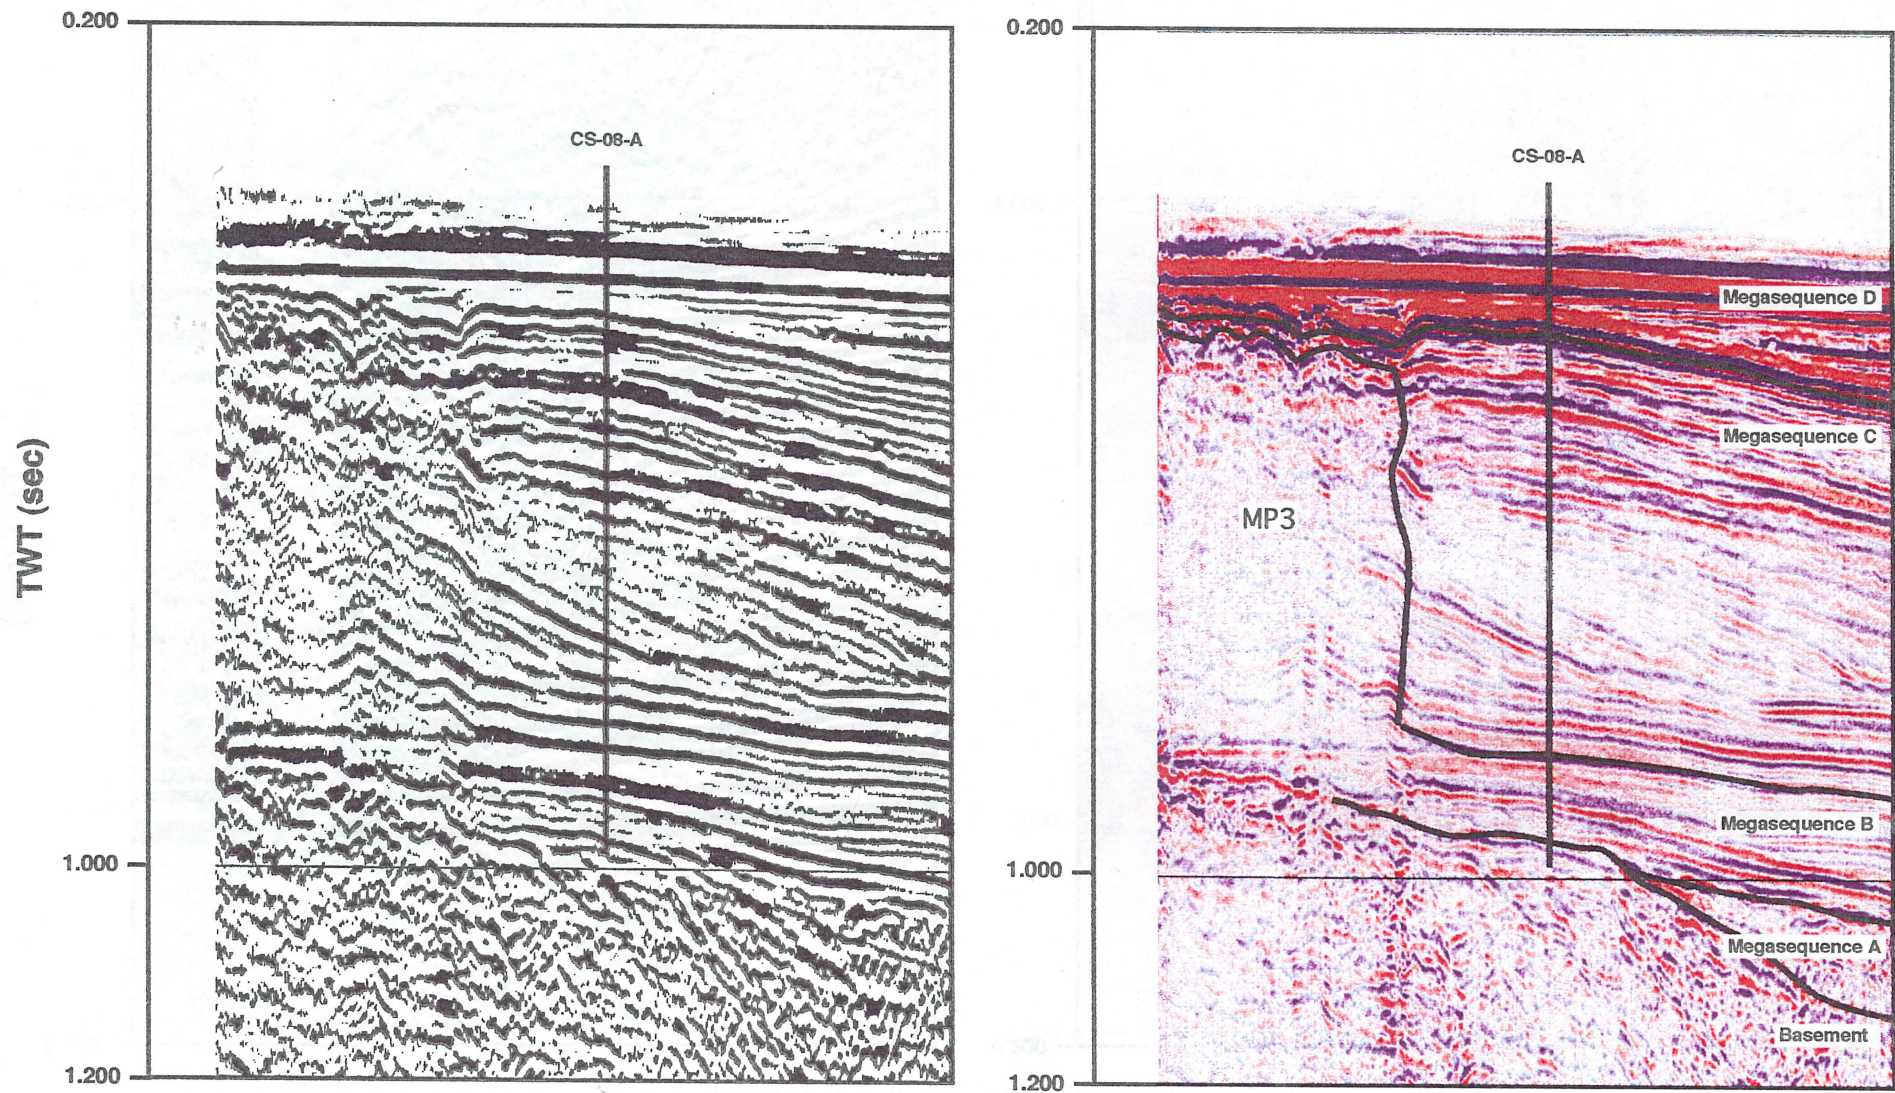 0.200
CS-08-A
TWT (sec)
1.000
1.200
0.200
CS-08-A
Megasequence D
Megasequence C
MP3
Megasequence B
1.000
Megasequence A
Basement
1.200